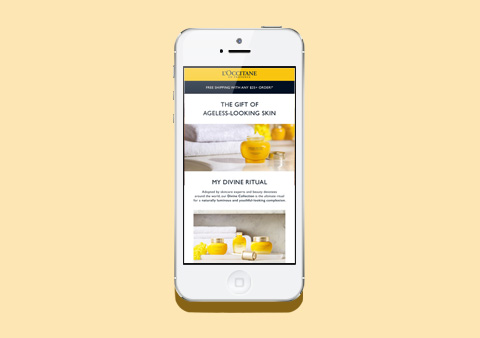 L'OCCITANE
FREE SHIPPING WITH ANY $25+ ORDER!*
THE GIFT OF
AGELESS-LOOKING SKIN
MY DIVINE RITUAL
Adopted by skincare experts and beauty devotees
around the world our Divine Collection is the ultimate ritual
for a naturally luminous and youthful-looking complexion.